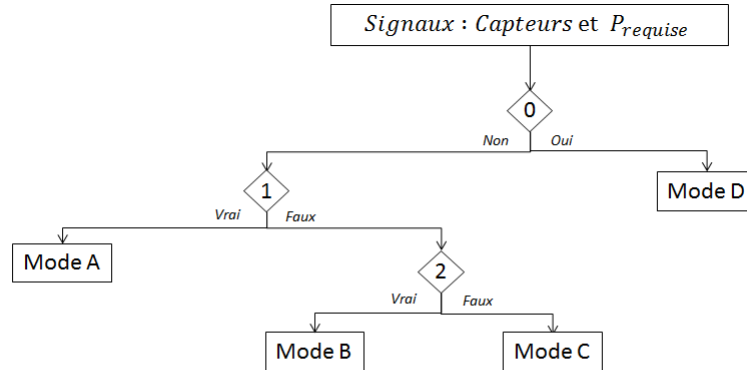 Signaux : Capteurs et P_requise
0
Non Oui
1
Mode D
Vrai Faux
Mode A
2
Vrai Faux
Mode B Mode C